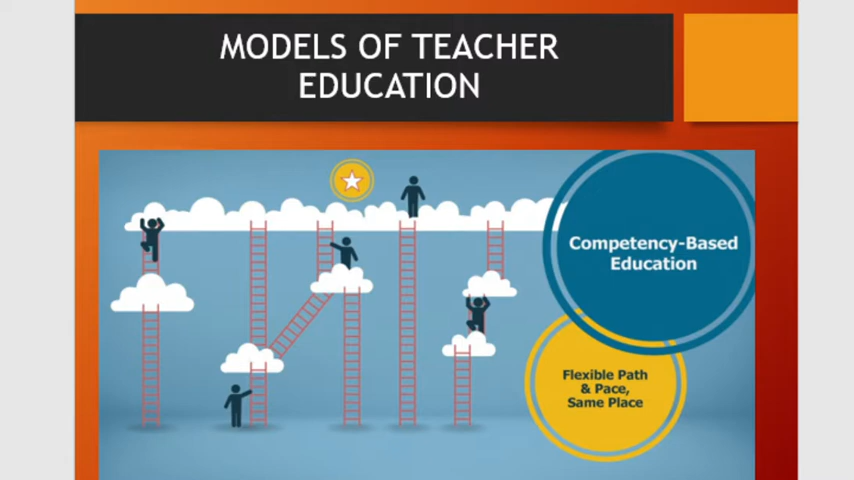 MODELS OF TEACHER
EDUCATION
Competency-Based
Education
Flexible Path
& Pace,
Same Place